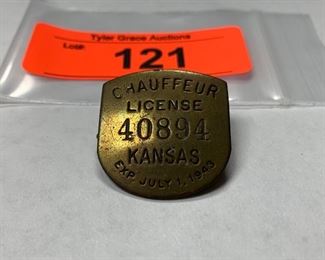 Tyler Grace Auctions
Lot#:
121
CHAUFFEUR
LICENSE
40894
KANSAS
EXP. JULY 1, 1943